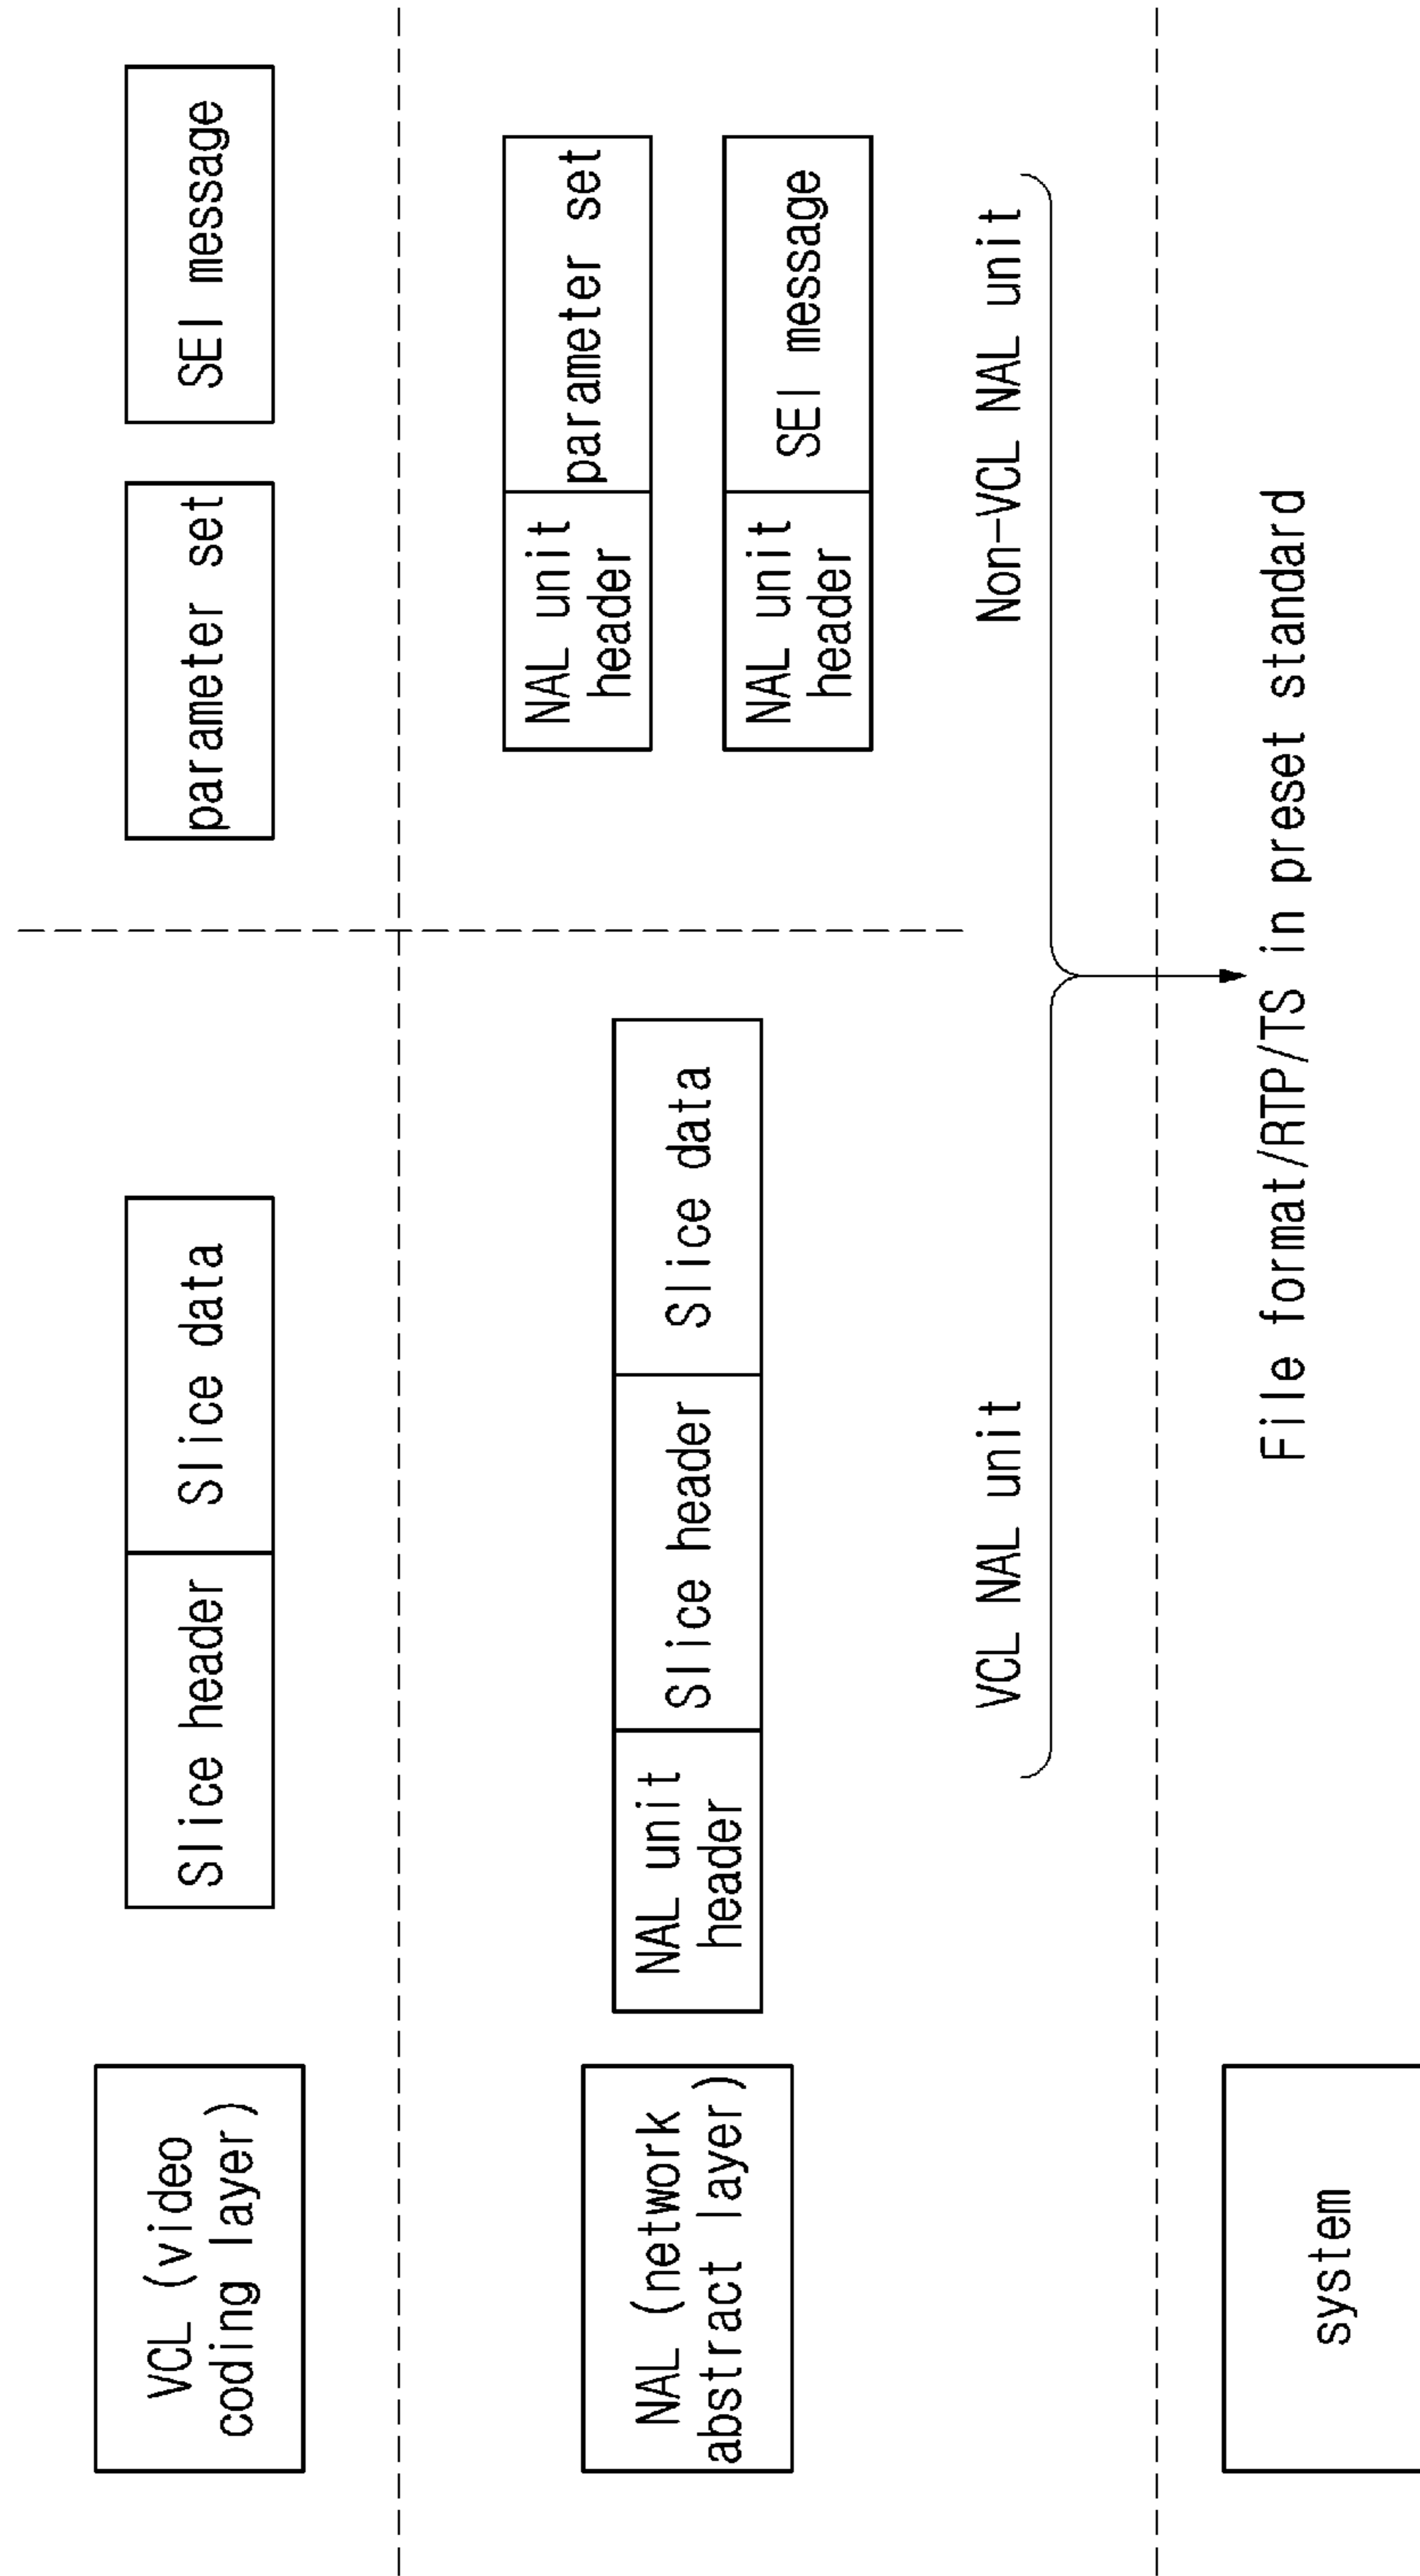 VCL (video
coding layer)
Slice header
Slice data
parameter set
SEI message
NAL (network
abstract layer)
NAL unit
header
Slice header
Slice data
NAL unit
header
parameter set
NAL unit
header
SEI message
VCL NAL unit
Non-VCL NAL unit
system
File format/RTP/TS in preset standard